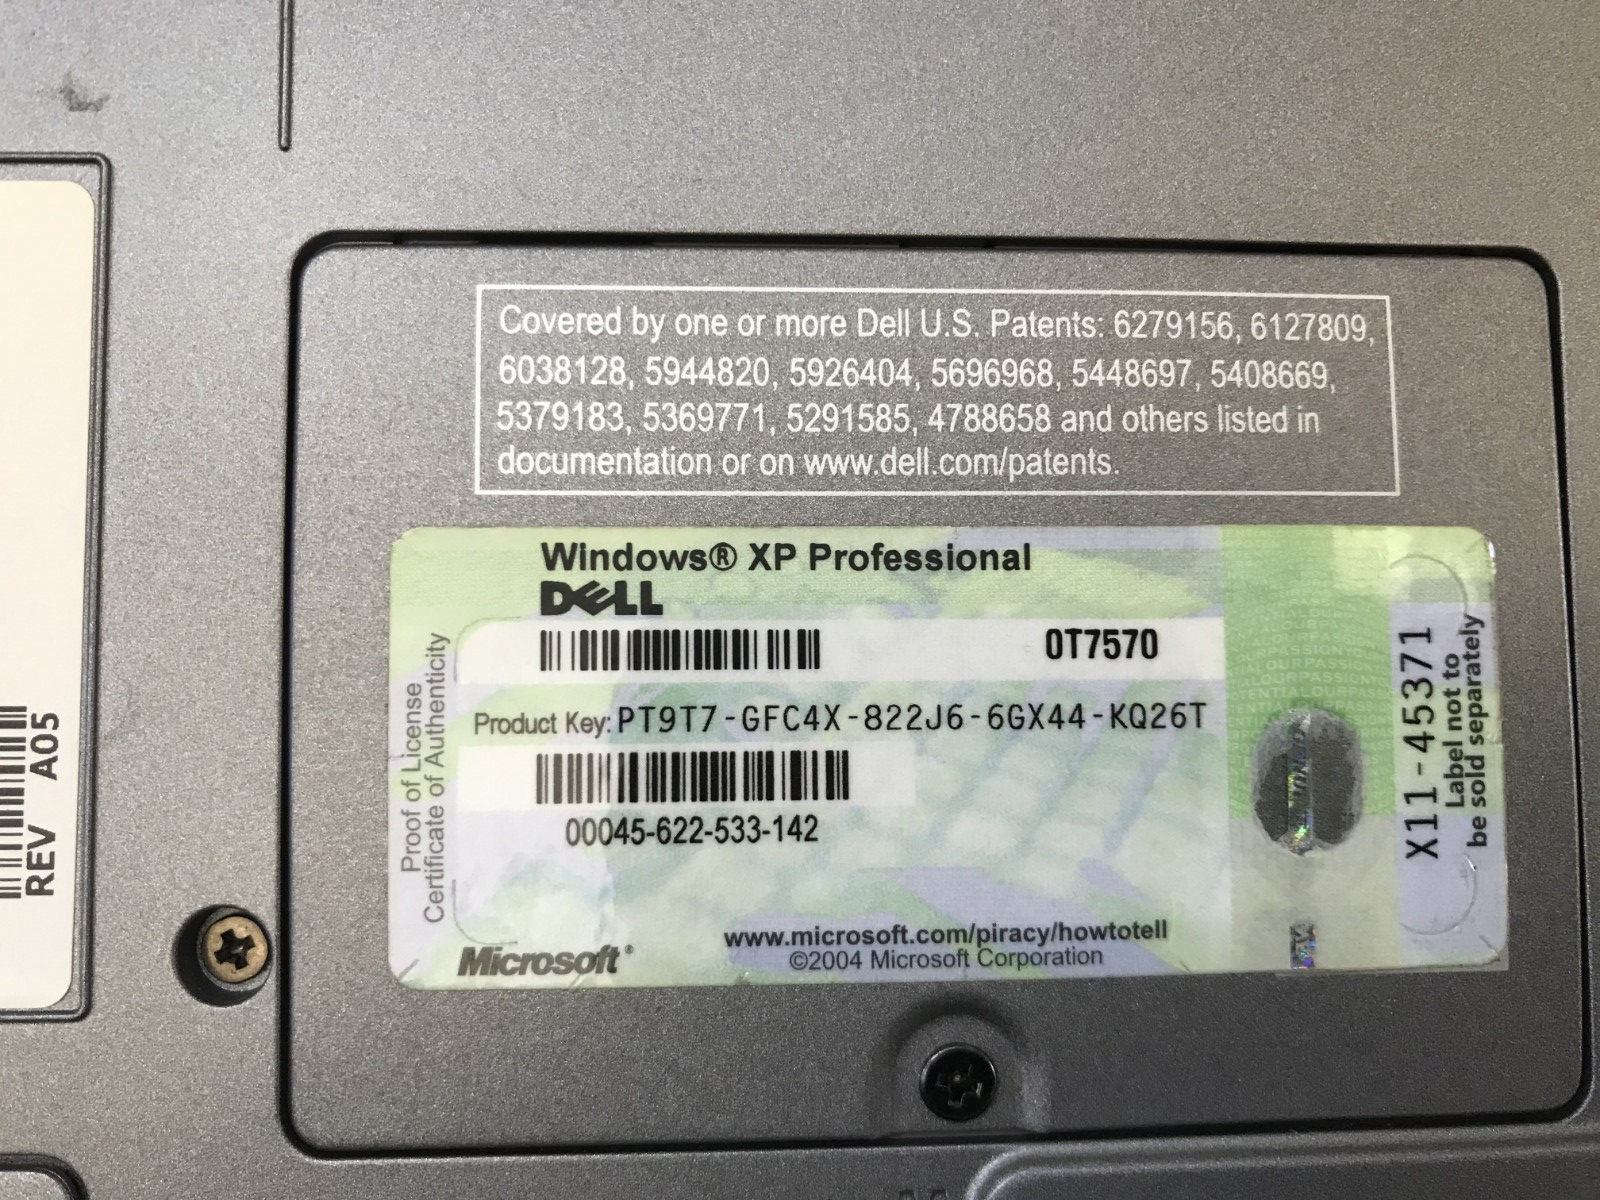 Covered by one or more Dell U.S. Patents: 6279156, 6127809,
6038128, 5944820, 5926404, 5696968, 5448697, 5408669,
5379183, 5369771, 5291585, 4788658 and others listed in
documentation or on www.dell.com/patents.
Windows® XP Professional
DELL
0T7570
Product Key: PT9T7-GFC4X-822J6-6GX44-KQ26T
00045-622-533-142
www.microsoft.com/piracy/howtotell
©2004 Microsoft Corporation
Microsoft®
Proof of License
Certificate of Authenticity
X11-45371
Label not to
be sold separately
REV A05